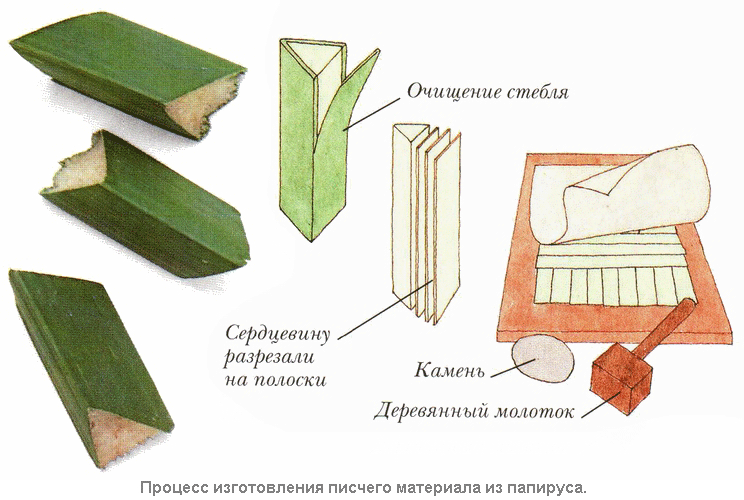 Очищение стебля
Сердцевину
разрезали
на полоски
Камень
Деревянный молоток
Процесс изготовления писчего материала из папируса.